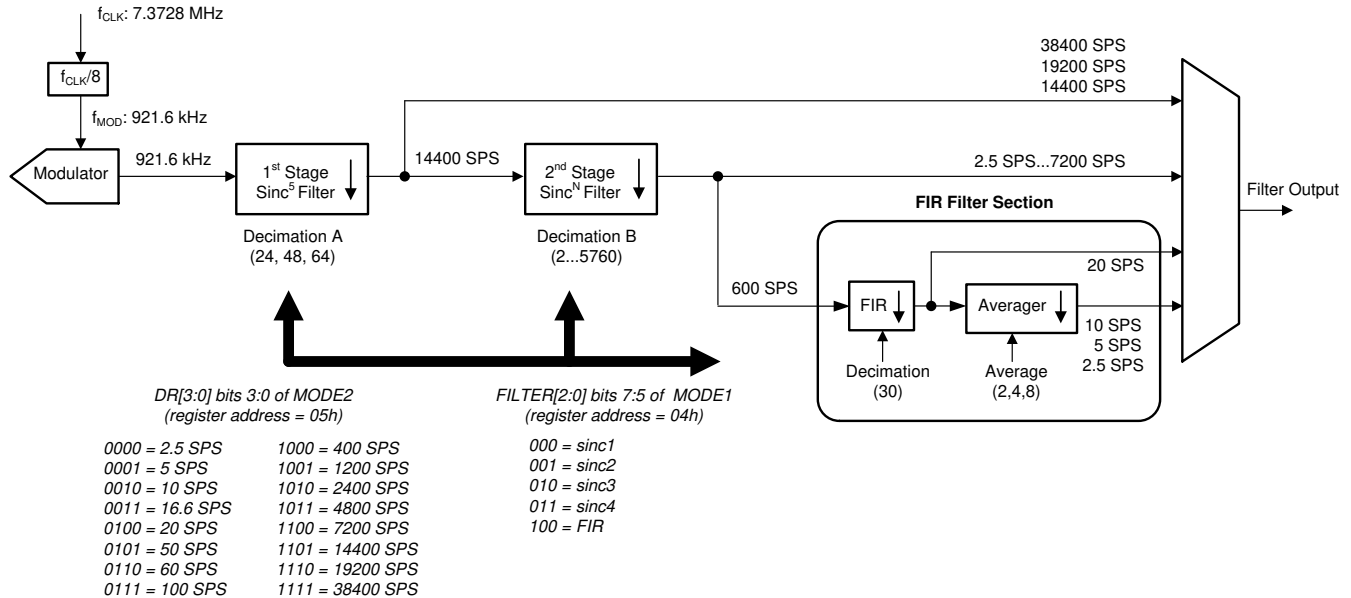 f_CLK: 7.3728 MHz
f_CLK/8
f_MOD: 921.6 kHz
Modulator
921.6 kHz
1st Stage
Sinc⁵ Filter
Decimation A
(24, 48, 64)
14400 SPS
2nd Stage
Sinc^N Filter
Decimation B
(2...5760)
38400 SPS
19200 SPS
14400 SPS
2.5 SPS...7200 SPS
Filter Output
FIR Filter Section
600 SPS
FIR
Decimation
(30)
20 SPS
Averager
Average
(2,4,8)
10 SPS
5 SPS
2.5 SPS
DR[3:0] bits 3:0 of MODE2
(register address = 05h)
0000 = 2.5 SPS
0001 = 5 SPS
0010 = 10 SPS
0011 = 16.6 SPS
0100 = 20 SPS
0101 = 50 SPS
0110 = 60 SPS
0111 = 100 SPS
1000 = 400 SPS
1001 = 1200 SPS
1010 = 2400 SPS
1011 = 4800 SPS
1100 = 7200 SPS
1101 = 14400 SPS
1110 = 19200 SPS
1111 = 38400 SPS
FILTER[2:0] bits 7:5 of MODE1
(register address = 04h)
000 = sinc1
001 = sinc2
010 = sinc3
011 = sinc4
100 = FIR